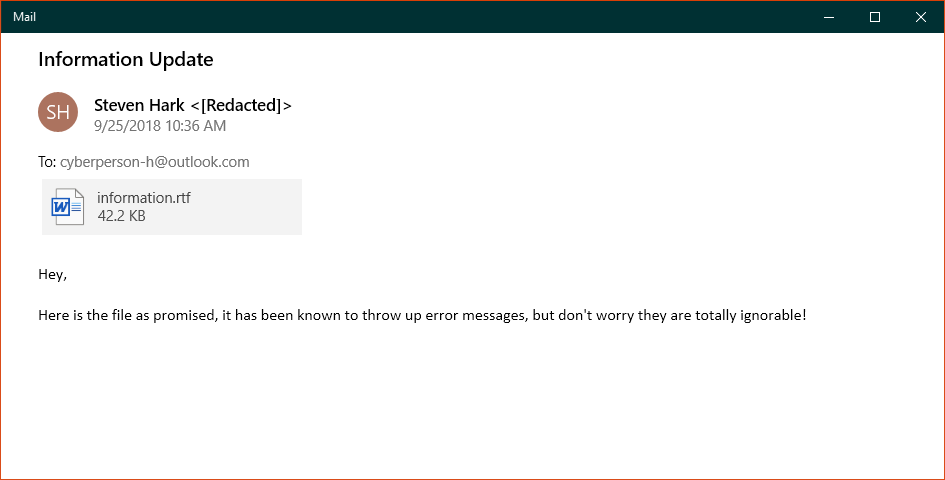 Mail
Information Update
SH
Steven Hark <[Redacted]>
9/25/2018 10:36 AM
To: cyberperson-h@outlook.com
W
information.rtf
42.2 KB
Hey,
Here is the file as promised, it has been known to throw up error messages, but don't worry they are totally ignorable!